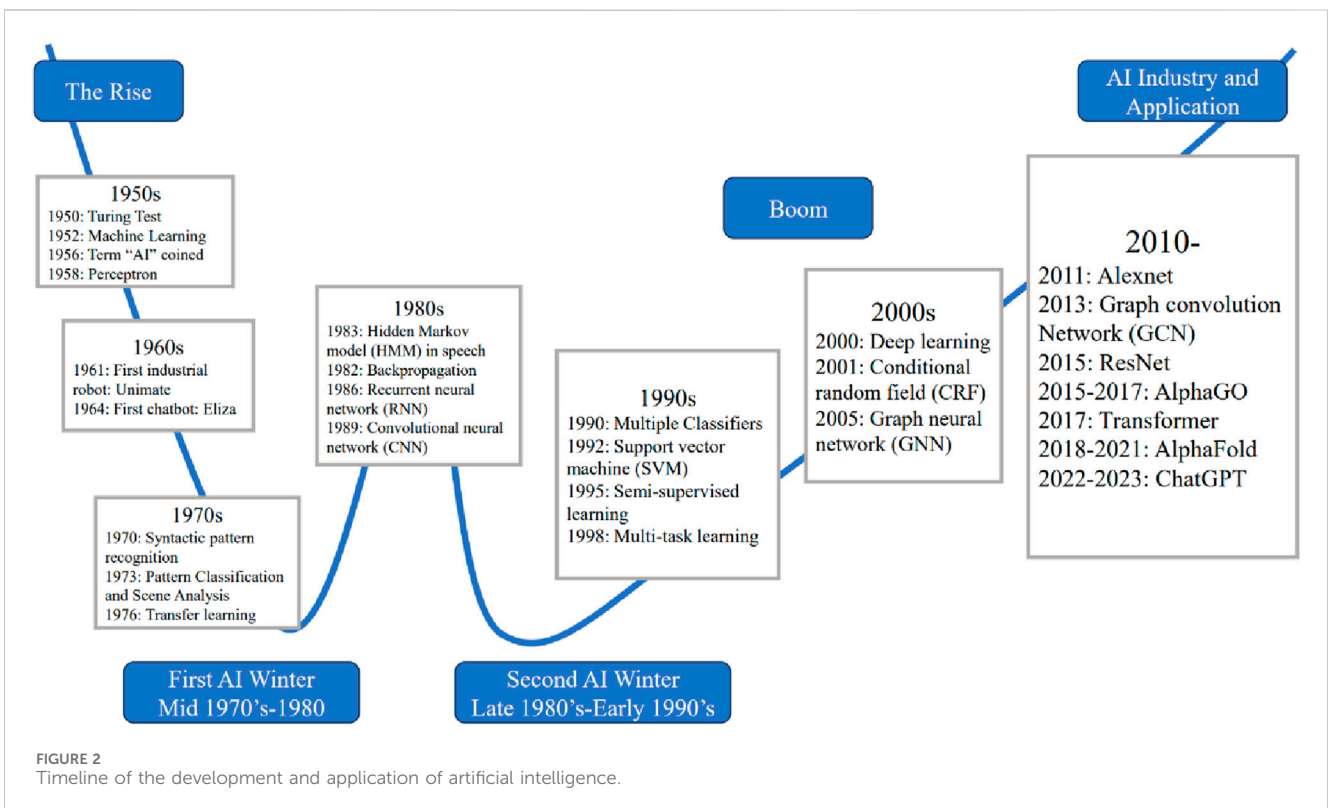 The Rise
1950s
1950: Turing Test
1952: Machine Learning
1956: Term “AI” coined
1958: Perceptron
1960s
1961: First industrial
robot: Unimate
1964: First chatbot: Eliza
1970s
1970: Syntactic pattern
recognition
1973: Pattern Classification
and Scene Analysis
1976: Transfer learning
First AI Winter
Mid 1970’s-1980
1980s
1983: Hidden Markov
model (HMM) in speech
1982: Backpropagation
1986: Recurrent neural
network (RNN)
1989: Convolutional neural
network (CNN)
Second AI Winter
Late 1980’s-Early 1990’s
1990s
1990: Multiple Classifiers
1992: Support vector
machine (SVM)
1995: Semi-supervised
learning
1998: Multi-task learning
Boom
2000s
2000: Deep learning
2001: Conditional
random field (CRF)
2005: Graph neural
network (GNN)
AI Industry and
Application
2010-
2011: Alexnet
2013: Graph convolution
Network (GCN)
2015: ResNet
2015-2017: AlphaGO
2017: Transformer
2018-2021: AlphaFold
2022-2023: ChatGPT
FIGURE 2
Timeline of the development and application of artificial intelligence.